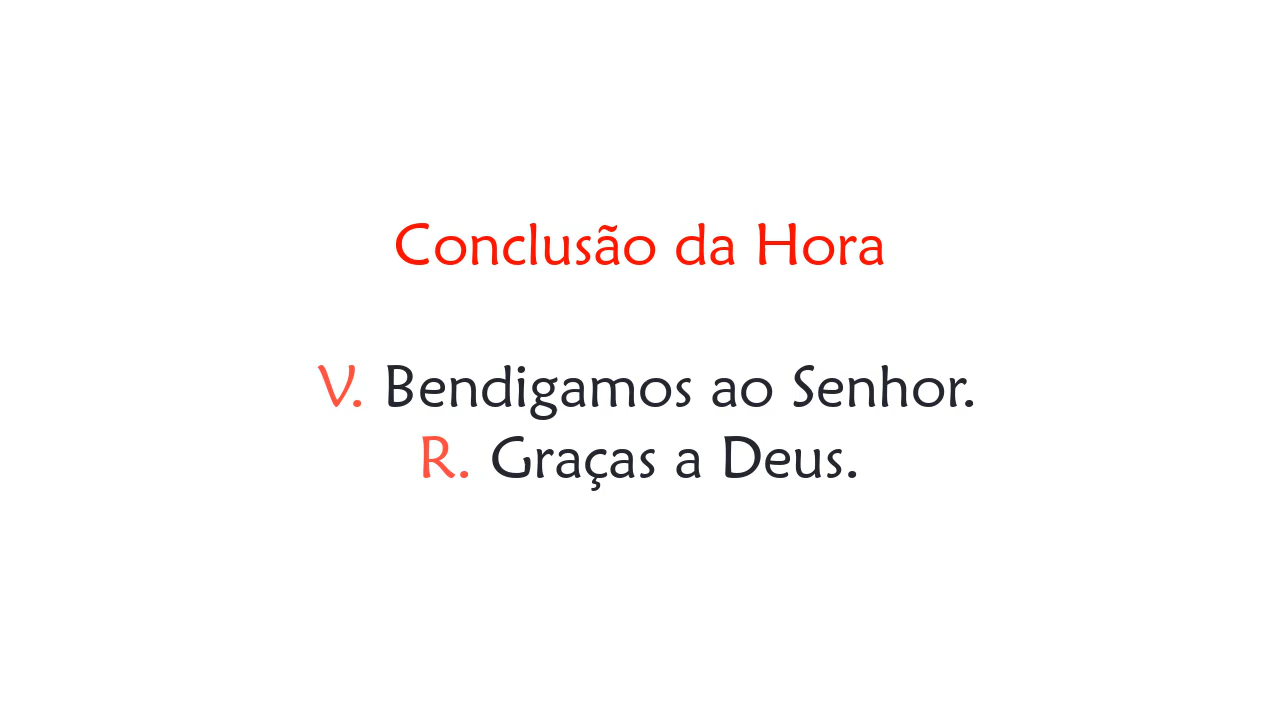 Conclusão da Hora
V. Bendigamos ao Senhor.
R. Graças a Deus.